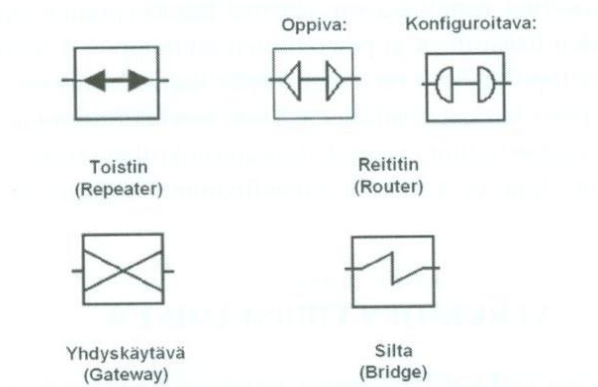 Oppiva:
Konfiguroitava:
Toistin
(Repeater)
Reititin
(Router)
Yhdyskäytävä
(Gateway)
Silta
(Bridge)